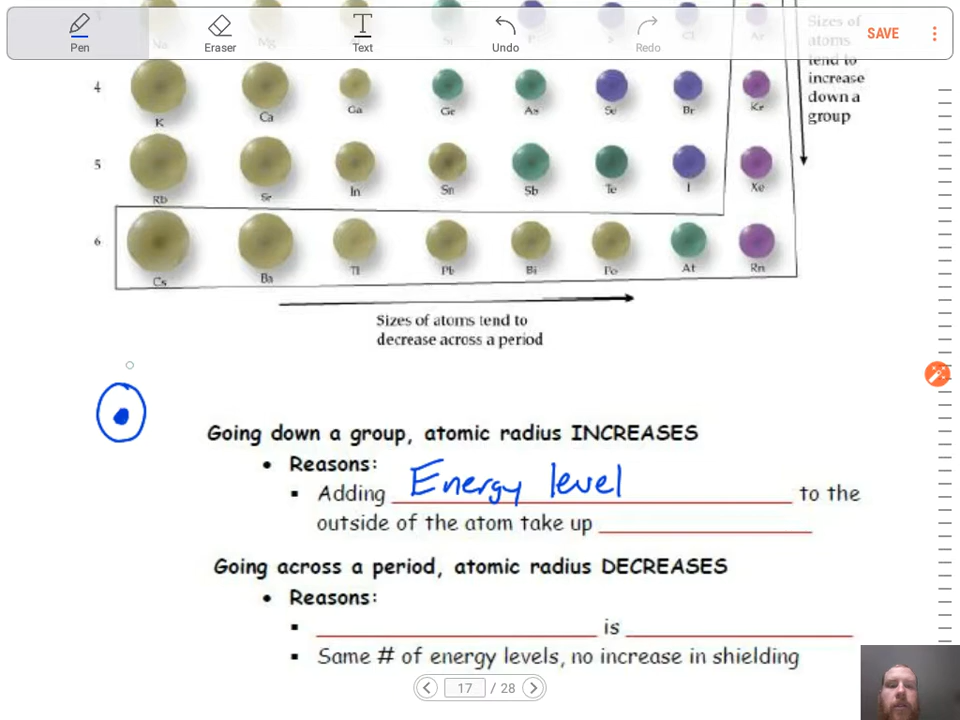 Pen Eraser Text Undo Redo SAVE
Sizes of
atoms
tend to
increase
down a
group
4 K Ca Ga Ge As Se Br Kr
5 Rb Sr In Sn Sb Te I Xe
6 Cs Ba Tl Pb Bi Po At Rn
Sizes of atoms tend to
decrease across a period
Going down a group, atomic radius INCREASES
• Reasons:
▪ Adding Energy level to the
outside of the atom take up
Going across a period, atomic radius DECREASES
• Reasons:
▪ is
▪ Same # of energy levels, no increase in shielding
17 / 28